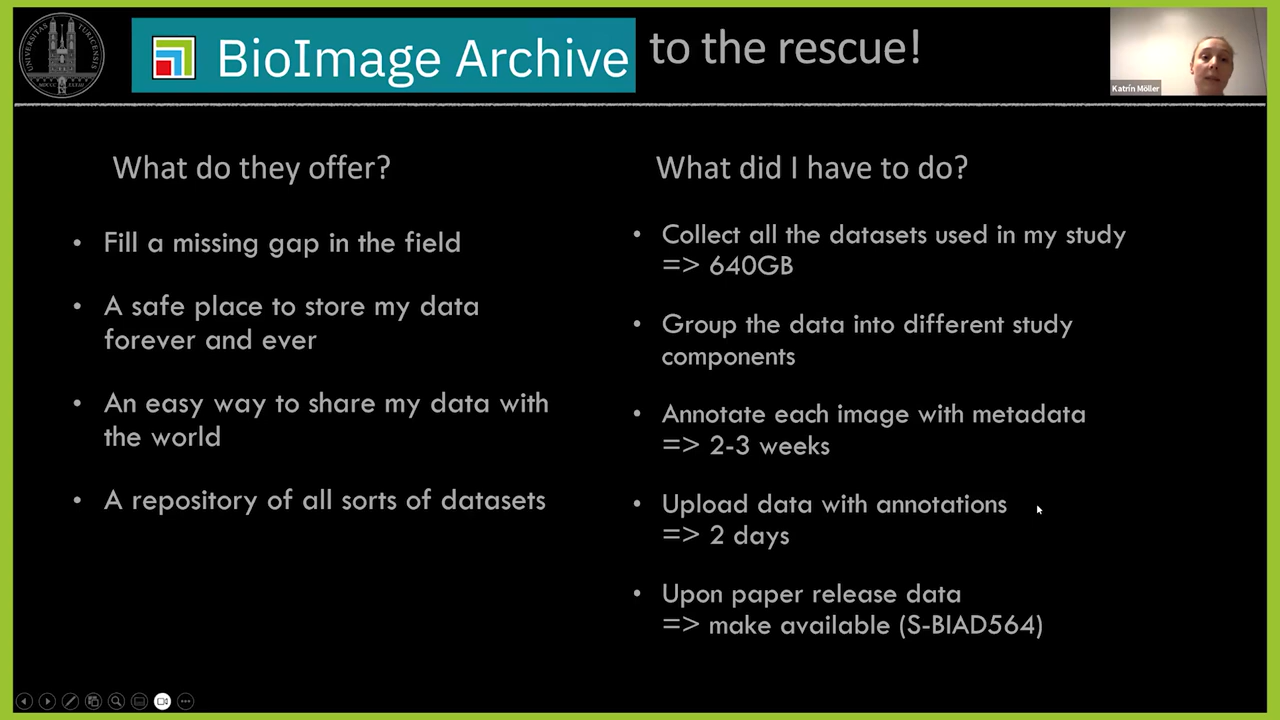 BioImage Archive to the rescue!
Katrín Möller
What do they offer?
• Fill a missing gap in the field
• A safe place to store my data
forever and ever
• An easy way to share my data with
the world
• A repository of all sorts of datasets
What did I have to do?
• Collect all the datasets used in my study
=> 640GB
• Group the data into different study
components
• Annotate each image with metadata
=> 2-3 weeks
• Upload data with annotations
=> 2 days
• Upon paper release data
=> make available (S-BIAD564)